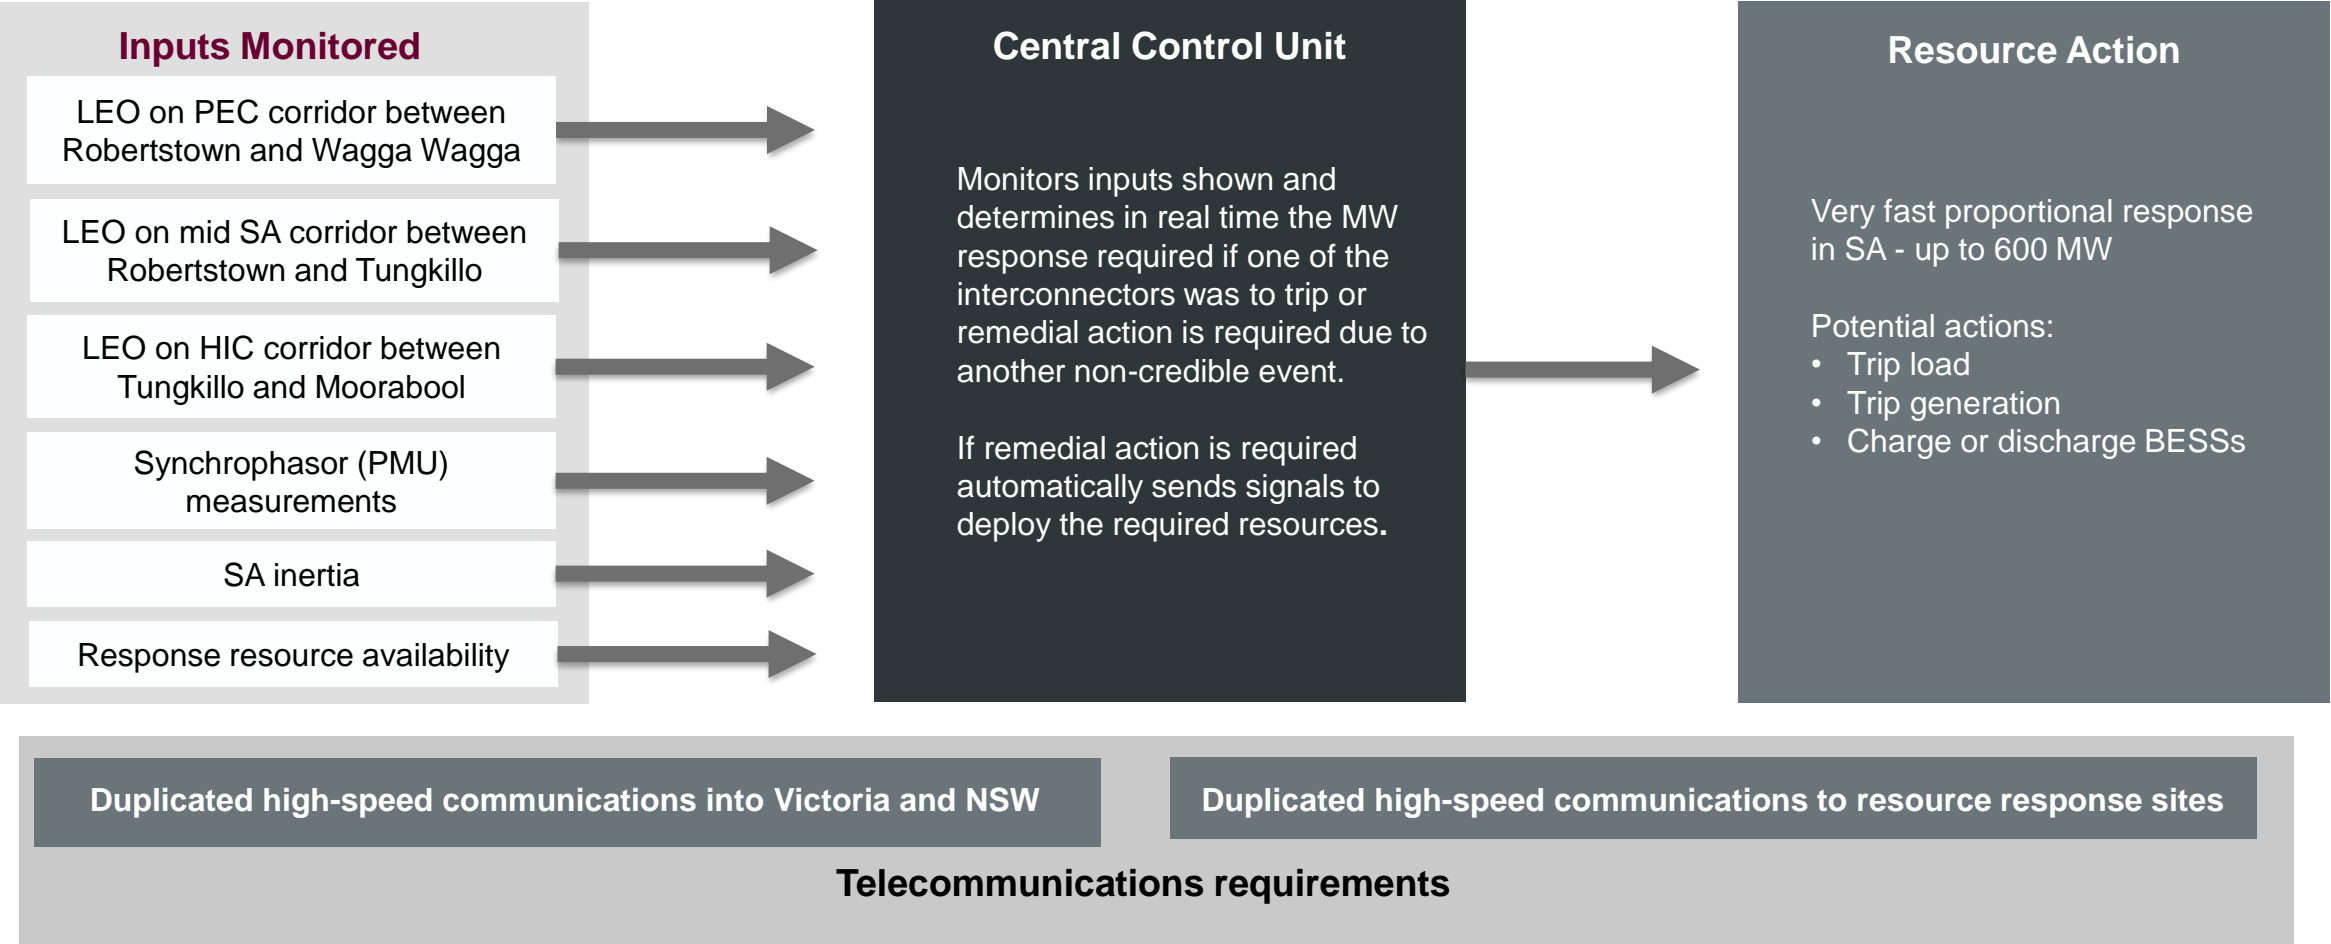 Inputs Monitored
LEO on PEC corridor between
Robertstown and Wagga Wagga
LEO on mid SA corridor between
Robertstown and Tungkillo
LEO on HIC corridor between
Tungkillo and Moorabool
Synchrophasor (PMU)
measurements
SA inertia
Response resource availability
Central Control Unit
Monitors inputs shown and
determines in real time the MW
response required if one of the
interconnectors was to trip or
remedial action is required due to
another non-credible event.
If remedial action is required
automatically sends signals to
deploy the required resources.
Resource Action
Very fast proportional response
in SA - up to 600 MW
Potential actions:
• Trip load
• Trip generation
• Charge or discharge BESSs
Duplicated high-speed communications into Victoria and NSW
Duplicated high-speed communications to resource response sites
Telecommunications requirements